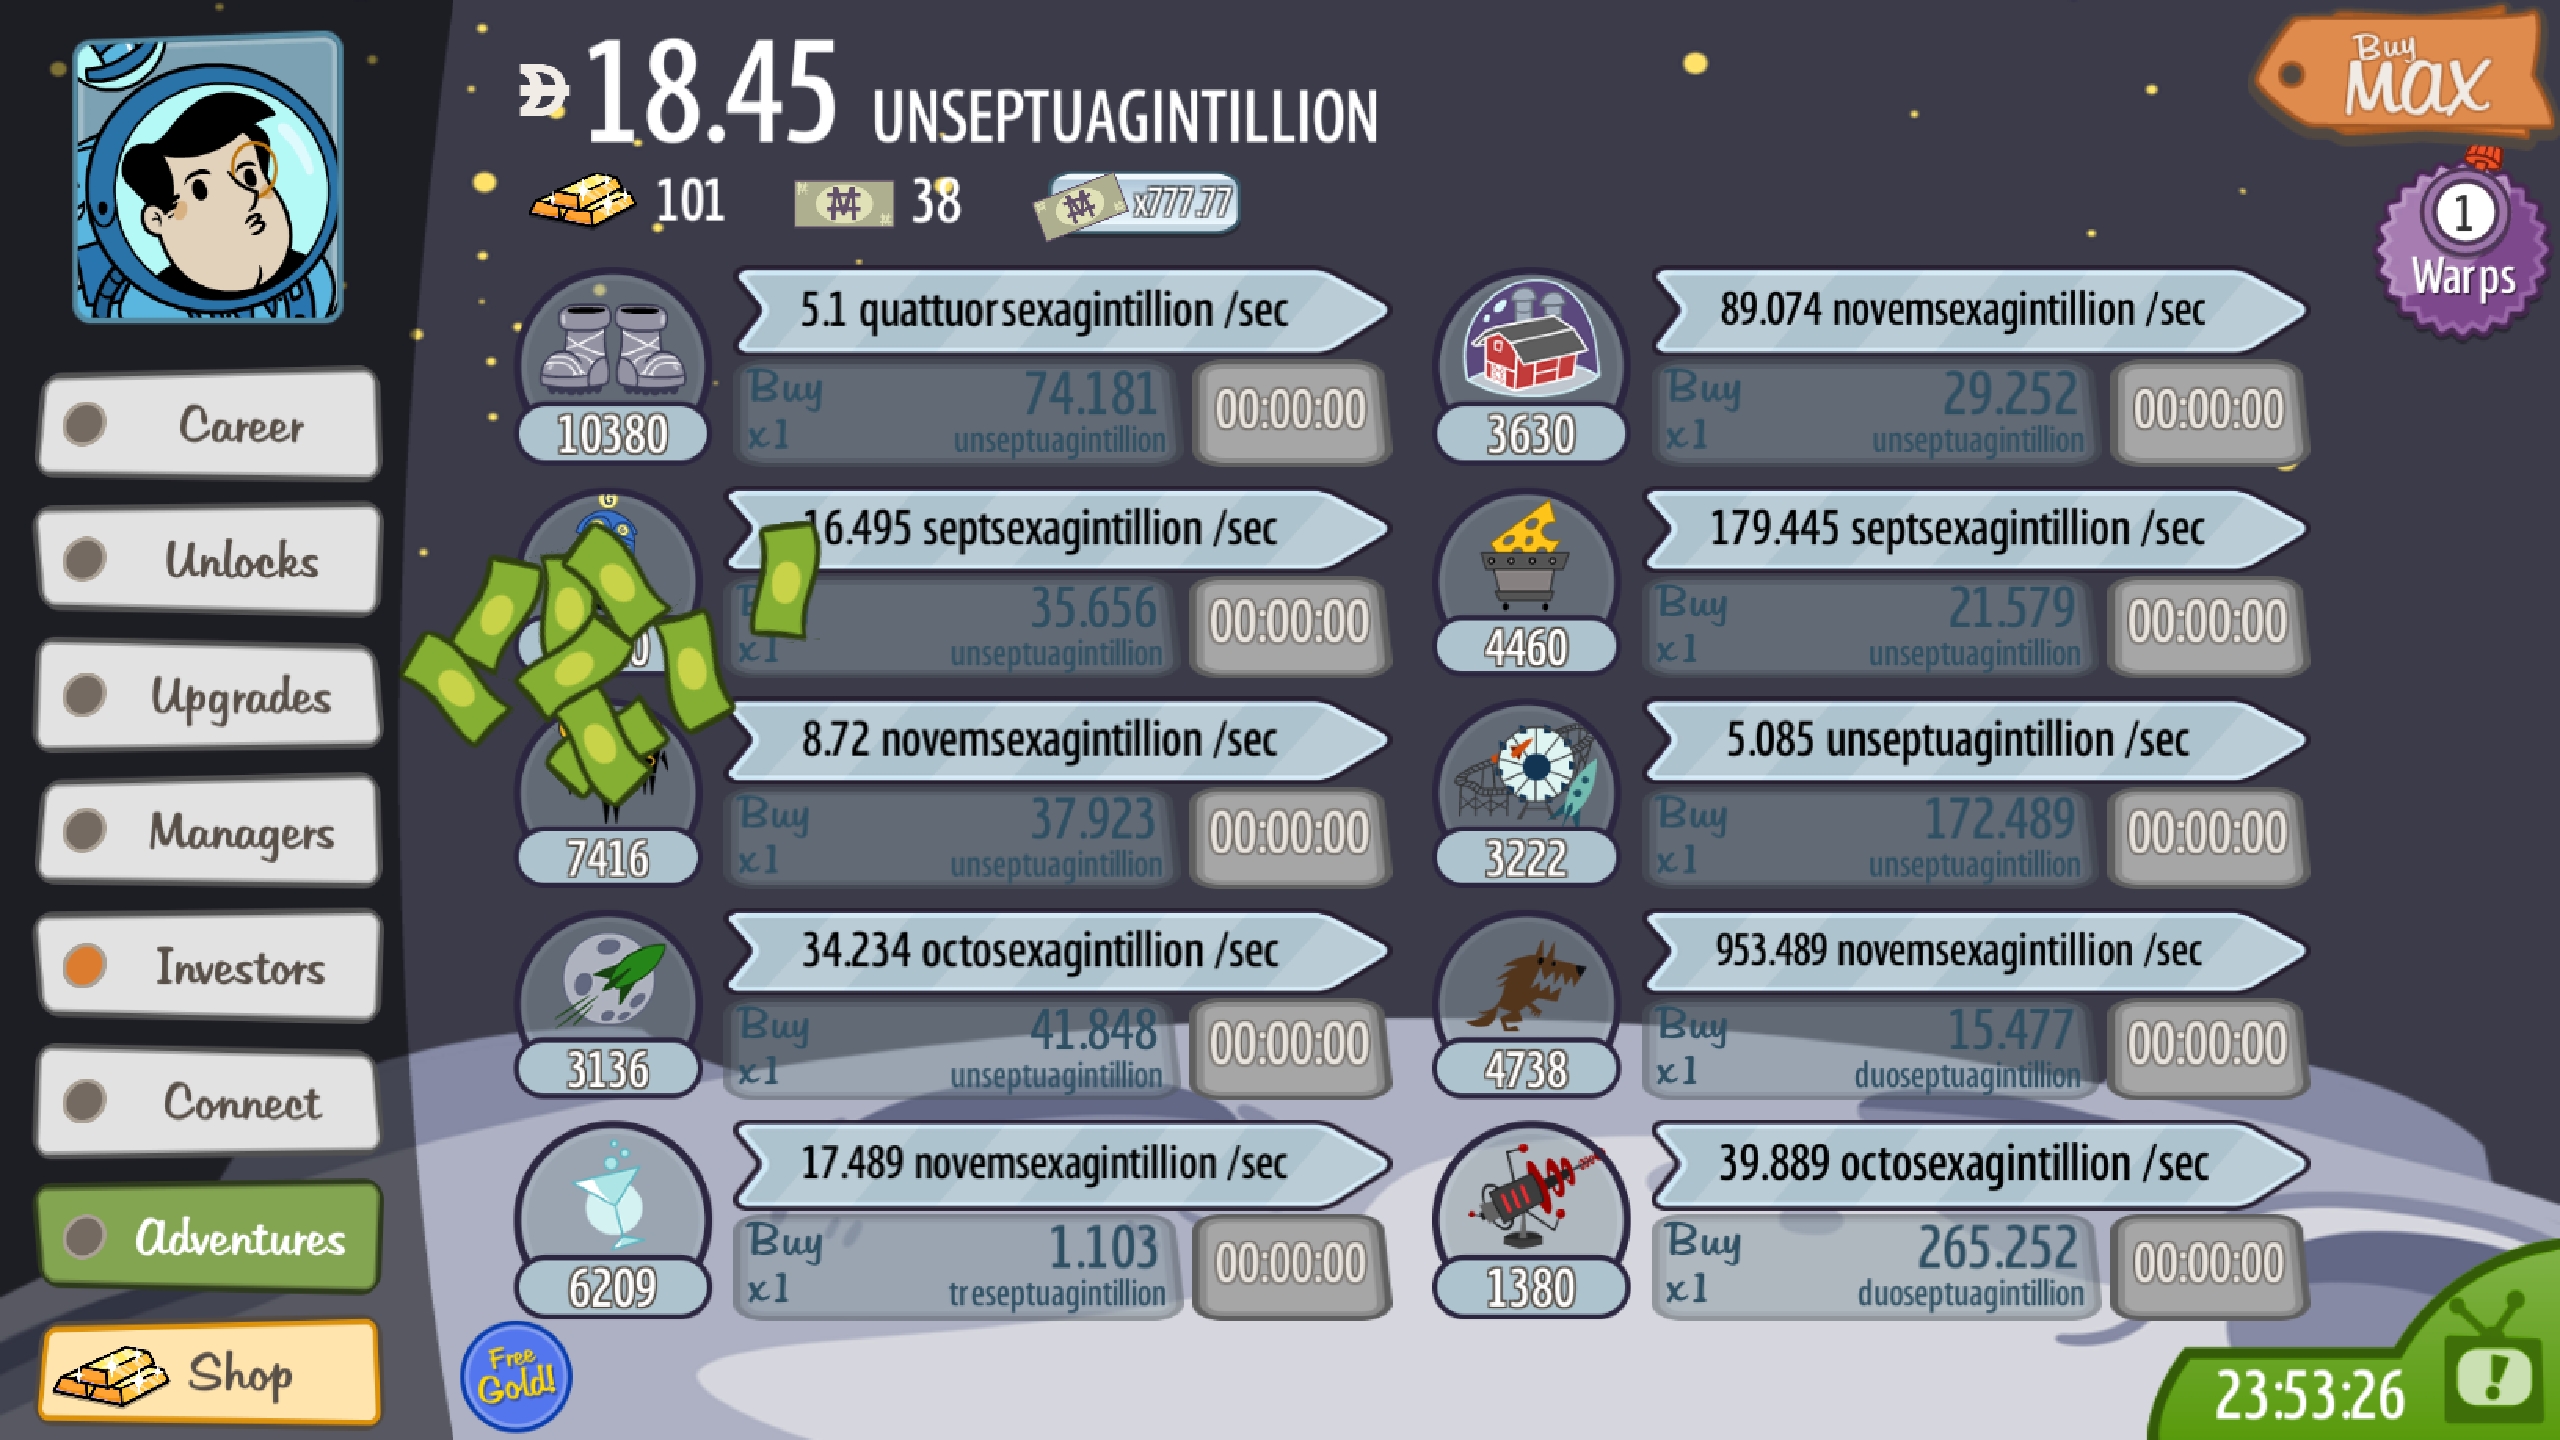 18.45 UNSEPTUAGINTILLION
Buy
MAX
101
38
x777.77
1
Warps
Career
Unlocks
Upgrades
Managers
Investors
Connect
Adventures
Shop
5.1 quattuorsexagintillion /sec
Buy 74.181
x1 unseptuagintillion
00:00:00
10380
16.495 septsexagintillion /sec
35.656
x1 unseptuagintillion
00:00:00
8.72 novemsexagintillion /sec
Buy 37.923
x1 unseptuagintillion
00:00:00
7416
34.234 octosexagintillion /sec
Buy 41.848
x1 unseptuagintillion
00:00:00
3136
17.489 novemsexagintillion /sec
Buy 1.103
x1 treseptuagintillion
00:00:00
6209
89.074 novemsexagintillion /sec
Buy 29.252
x1 unseptuagintillion
00:00:00
3630
179.445 septsexagintillion /sec
Buy 21.579
x1 unseptuagintillion
00:00:00
4460
5.085 unseptuagintillion /sec
Buy 172.489
x1 unseptuagintillion
00:00:00
3222
953.489 novemsexagintillion /sec
Buy 15.477
x1 duoseptuagintillion
00:00:00
4738
39.889 octosexagintillion /sec
Buy 265.252
x1 duoseptuagintillion
00:00:00
1380
Free
Gold!
23:53:26